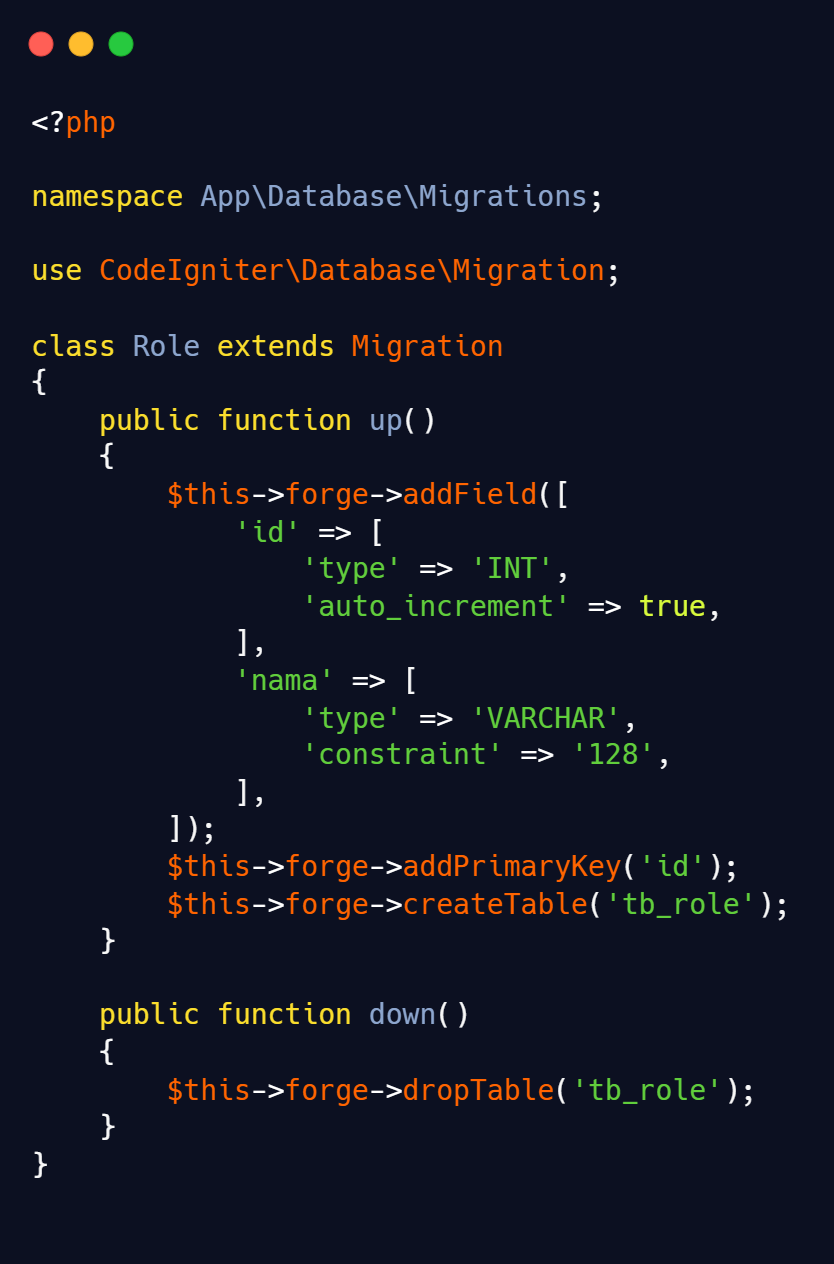 <?php
namespace App\Database\Migrations;
use CodeIgniter\Database\Migration;
class Role extends Migration
{
    public function up()
    {
        $this->forge->addField([
            'id' => [
                'type' => 'INT',
                'auto_increment' => true,
            ],
            'nama' => [
                'type' => 'VARCHAR',
                'constraint' => '128',
            ],
        ]);
        $this->forge->addPrimaryKey('id');
        $this->forge->createTable('tb_role');
    }
    public function down()
    {
        $this->forge->dropTable('tb_role');
    }
}